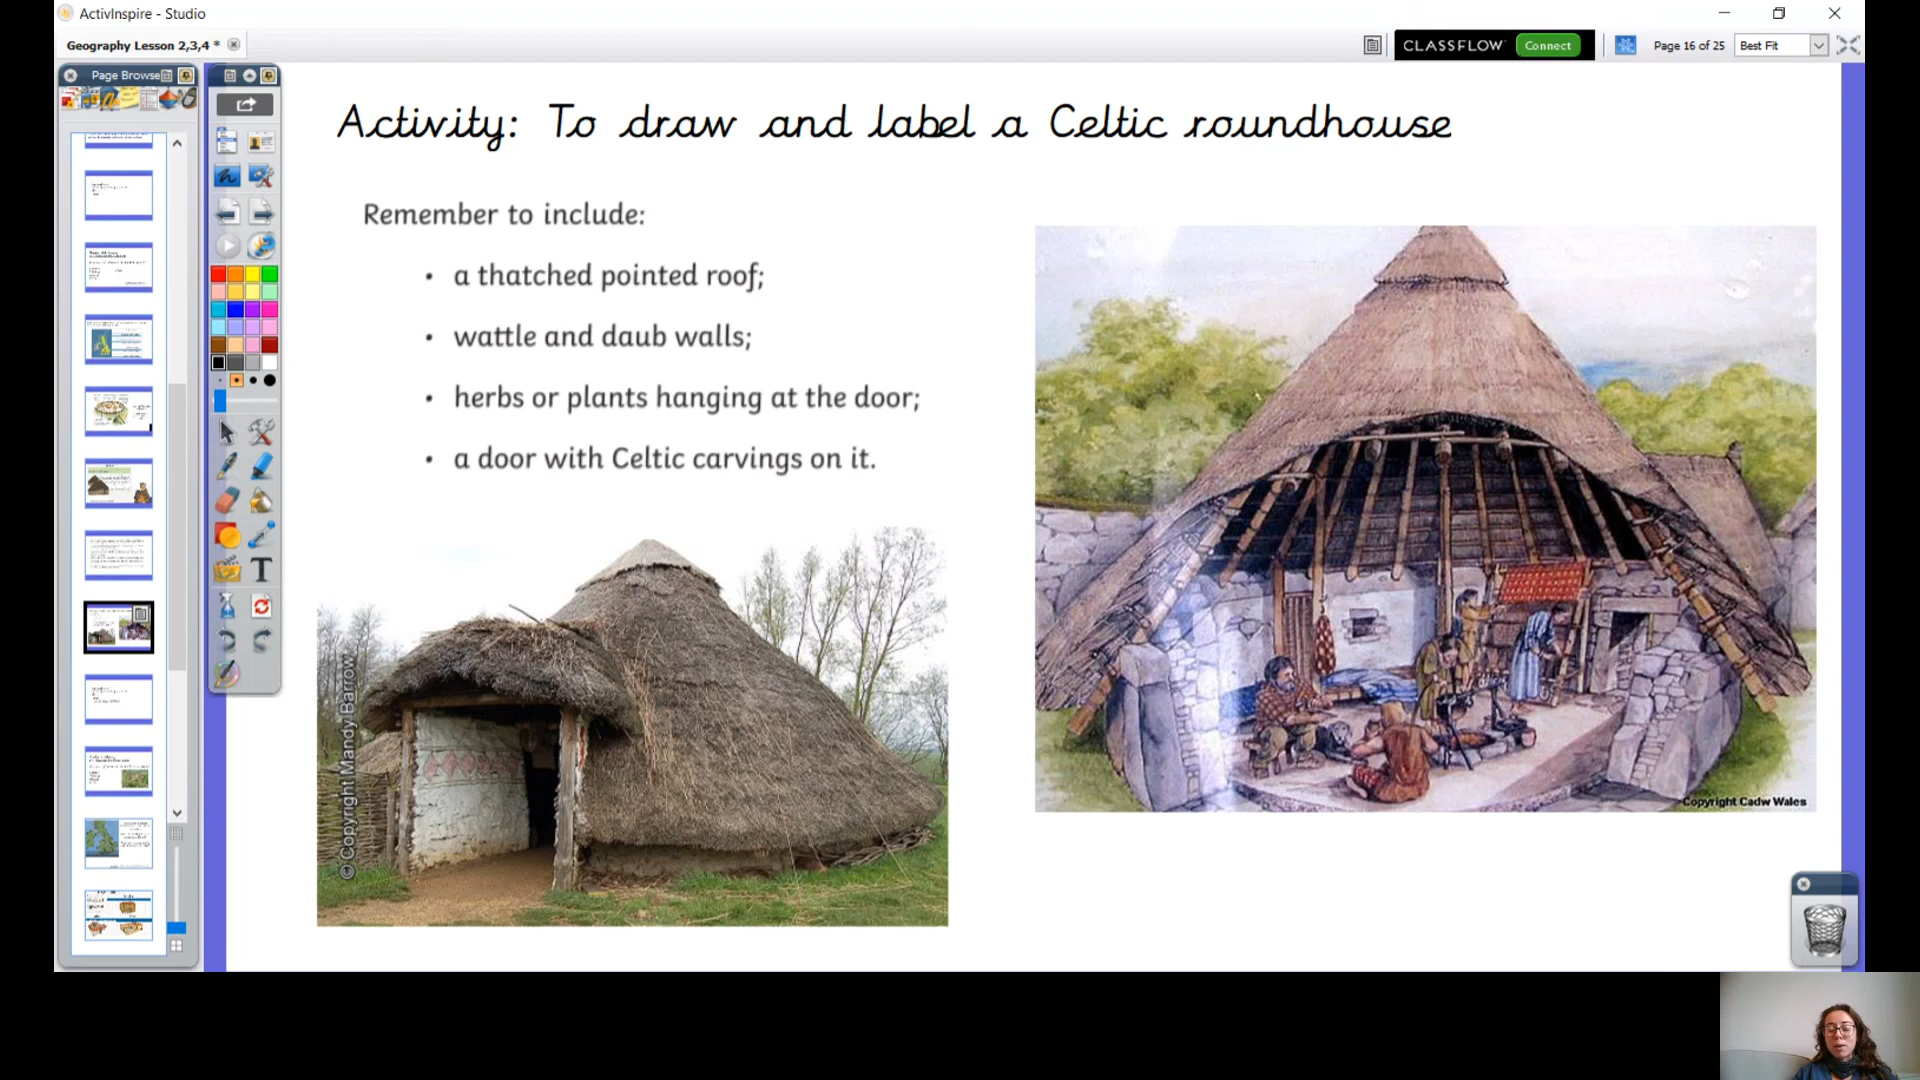 ActivInspire - Studio
Geography Lesson 2,3,4 *
CLASSFLOW Connect
Page 16 of 25
Best Fit
Page Browse
Activity: To draw and label a Celtic roundhouse
Remember to include:
• a thatched pointed roof;
• wattle and daub walls;
• herbs or plants hanging at the door;
• a door with Celtic carvings on it.
© Copyright Mandy Barrow
Copyright Cadw Wales